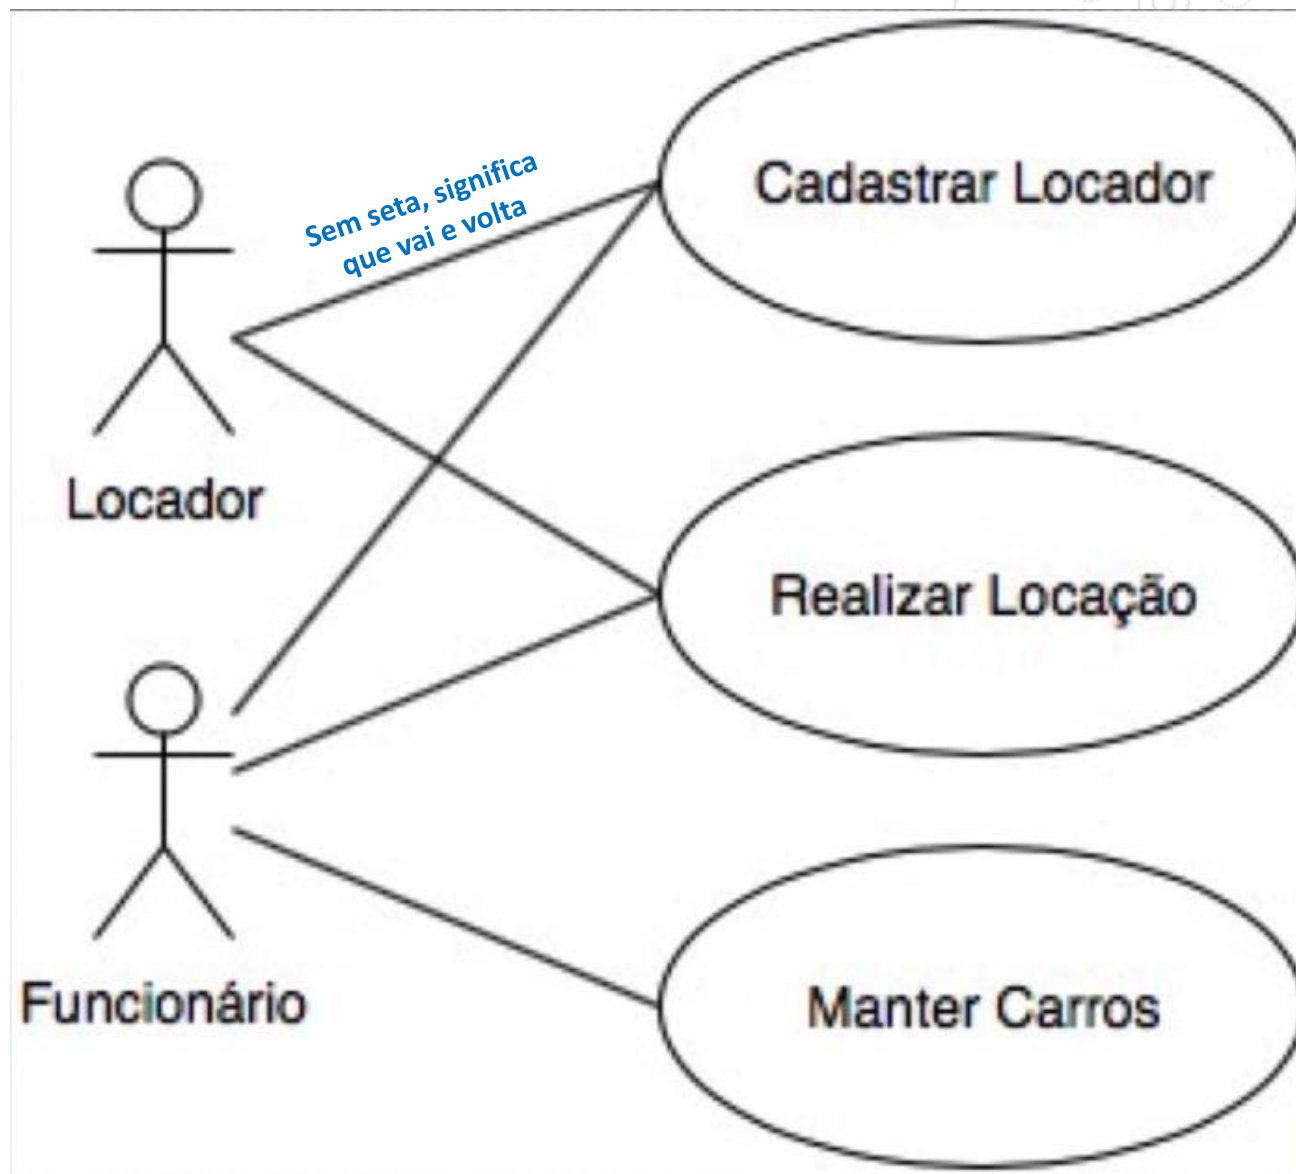 Sem seta, significa
que vai e volta
Cadastrar Locador
Locador
Realizar Locação
Funcionário
Manter Carros